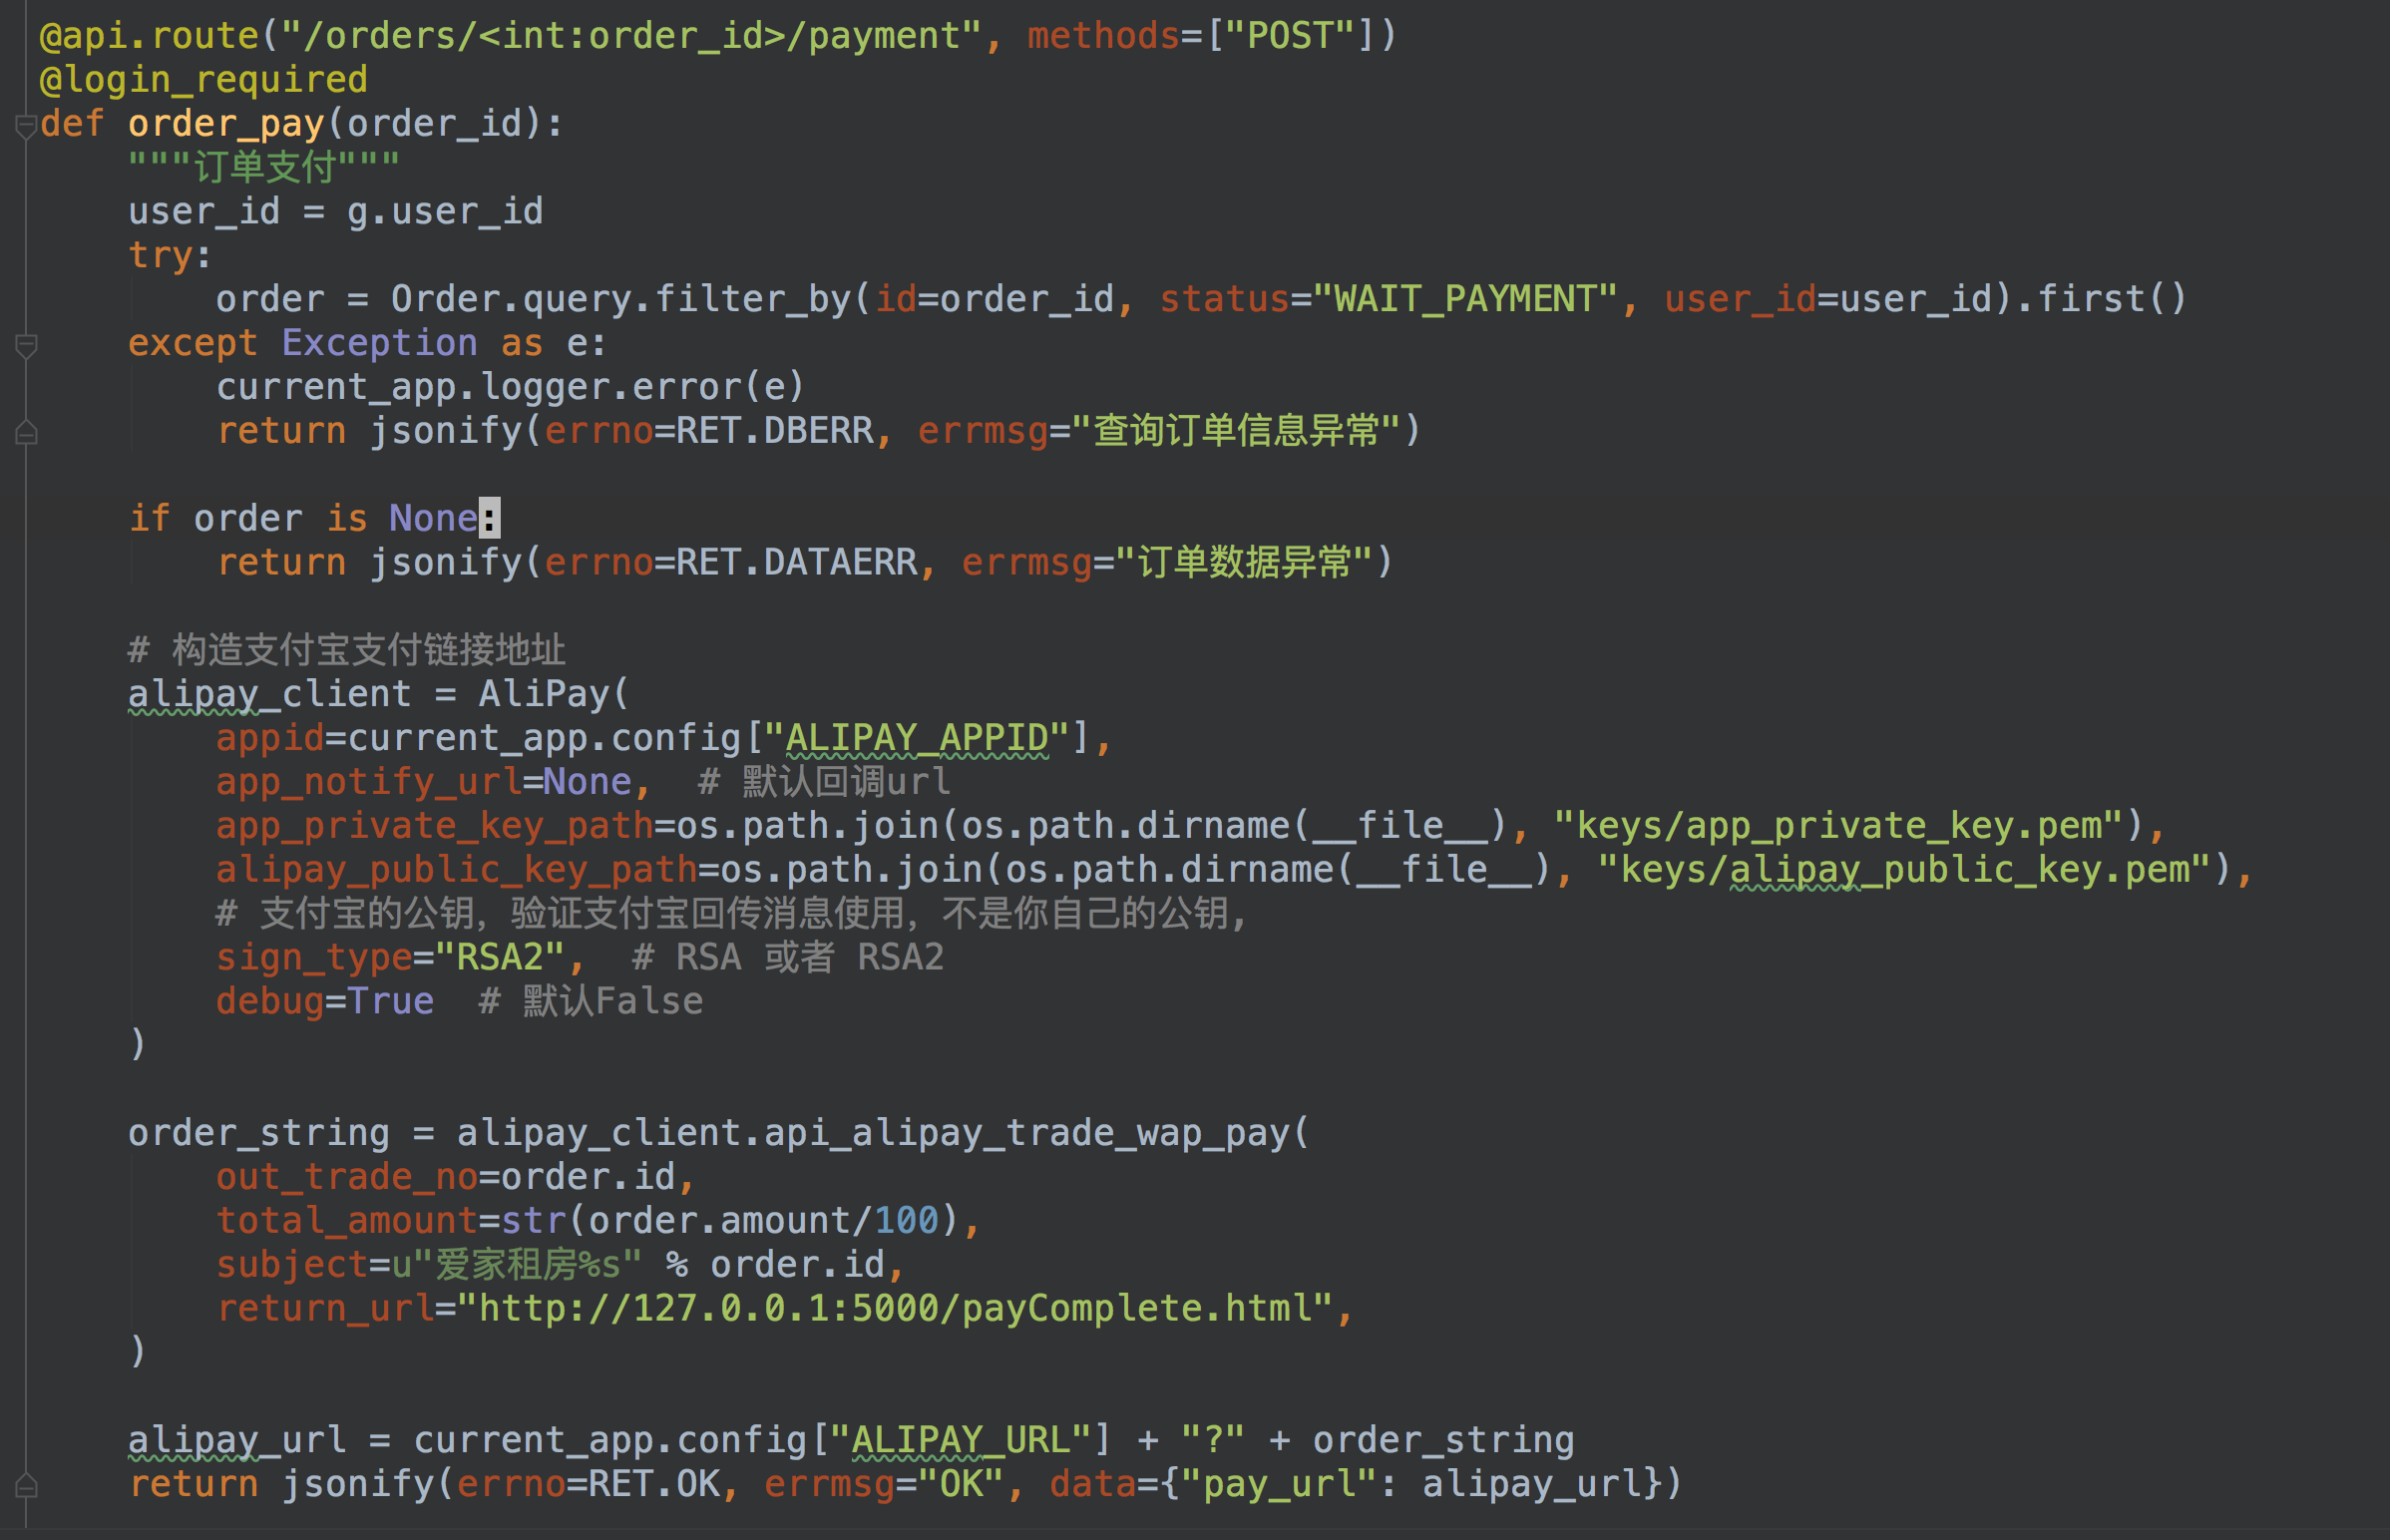 @api.route("/orders/<int:order_id>/payment", methods=["POST"])
@login_required
def order_pay(order_id):
    """订单支付"""
    user_id = g.user_id
    try:
        order = Order.query.filter_by(id=order_id, status="WAIT_PAYMENT", user_id=user_id).first()
    except Exception as e:
        current_app.logger.error(e)
        return jsonify(errno=RET.DBERR, errmsg="查询订单信息异常")

    if order is None:
        return jsonify(errno=RET.DATAERR, errmsg="订单数据异常")

    # 构造支付宝支付链接地址
    alipay_client = AliPay(
        appid=current_app.config["ALIPAY_APPID"],
        app_notify_url=None,  # 默认回调url
        app_private_key_path=os.path.join(os.path.dirname(__file__), "keys/app_private_key.pem"),
        alipay_public_key_path=os.path.join(os.path.dirname(__file__), "keys/alipay_public_key.pem"),
        # 支付宝的公钥，验证支付宝回传消息使用，不是你自己的公钥,
        sign_type="RSA2",  # RSA 或者 RSA2
        debug=True  # 默认False
    )

    order_string = alipay_client.api_alipay_trade_wap_pay(
        out_trade_no=order.id,
        total_amount=str(order.amount/100),
        subject=u"爱家租房%s" % order.id,
        return_url="http://127.0.0.1:5000/payComplete.html",
    )

    alipay_url = current_app.config["ALIPAY_URL"] + "?" + order_string
    return jsonify(errno=RET.OK, errmsg="OK", data={"pay_url": alipay_url})